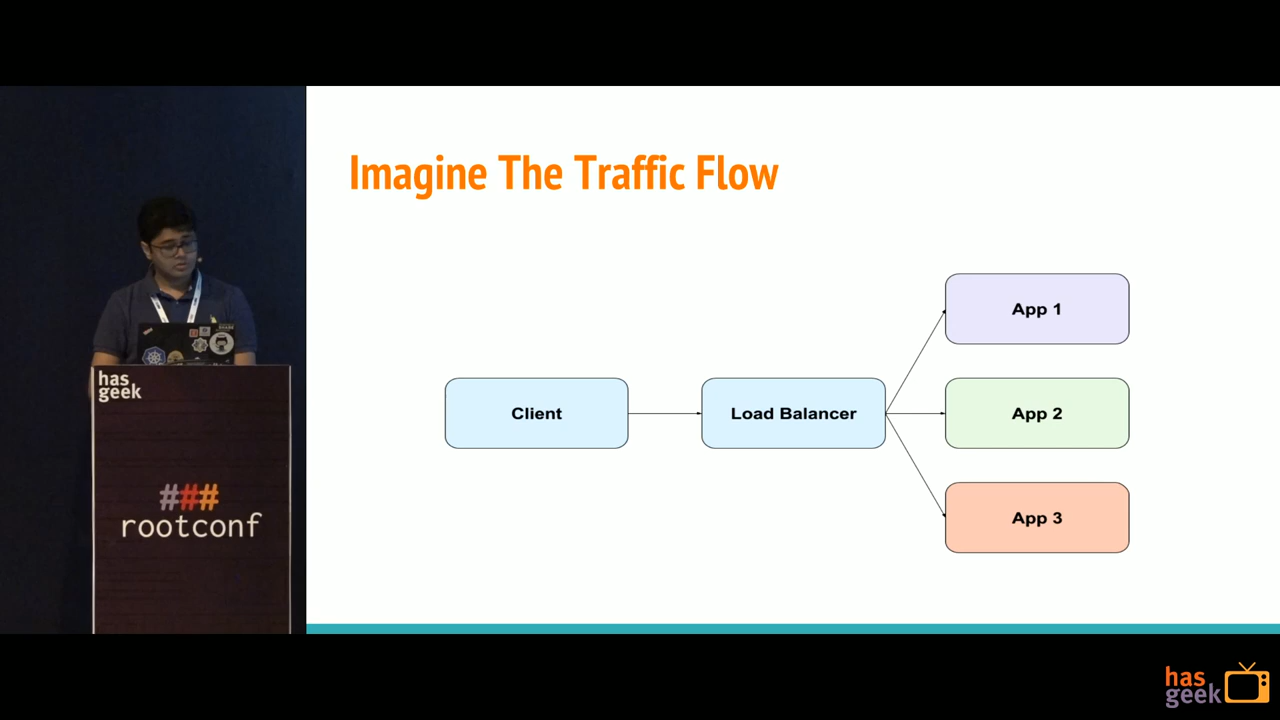 Imagine The Traffic Flow
App 1
Client
Load Balancer
App 2
App 3
has
geek
###
rootconf
has
geek